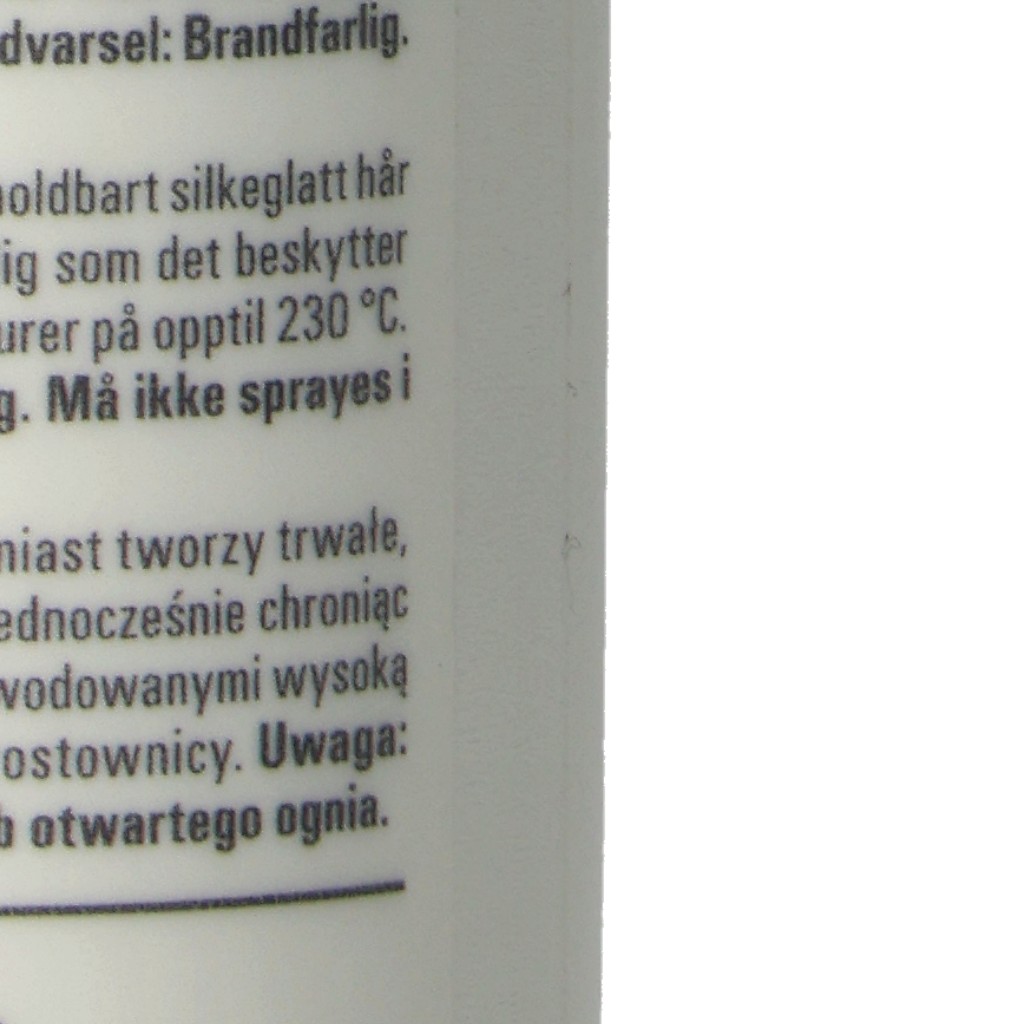 dvarsel: Brandfarlig.
oldbart silkeglatt hår
ig som det beskytter
urer på opptil 230 °C.
g. Må ikke sprayes i
niast tworzy trwałe,
ednocześnie chroniąc
wodowanymi wysoką
ostownicy. Uwaga:
b otwartego ognia.